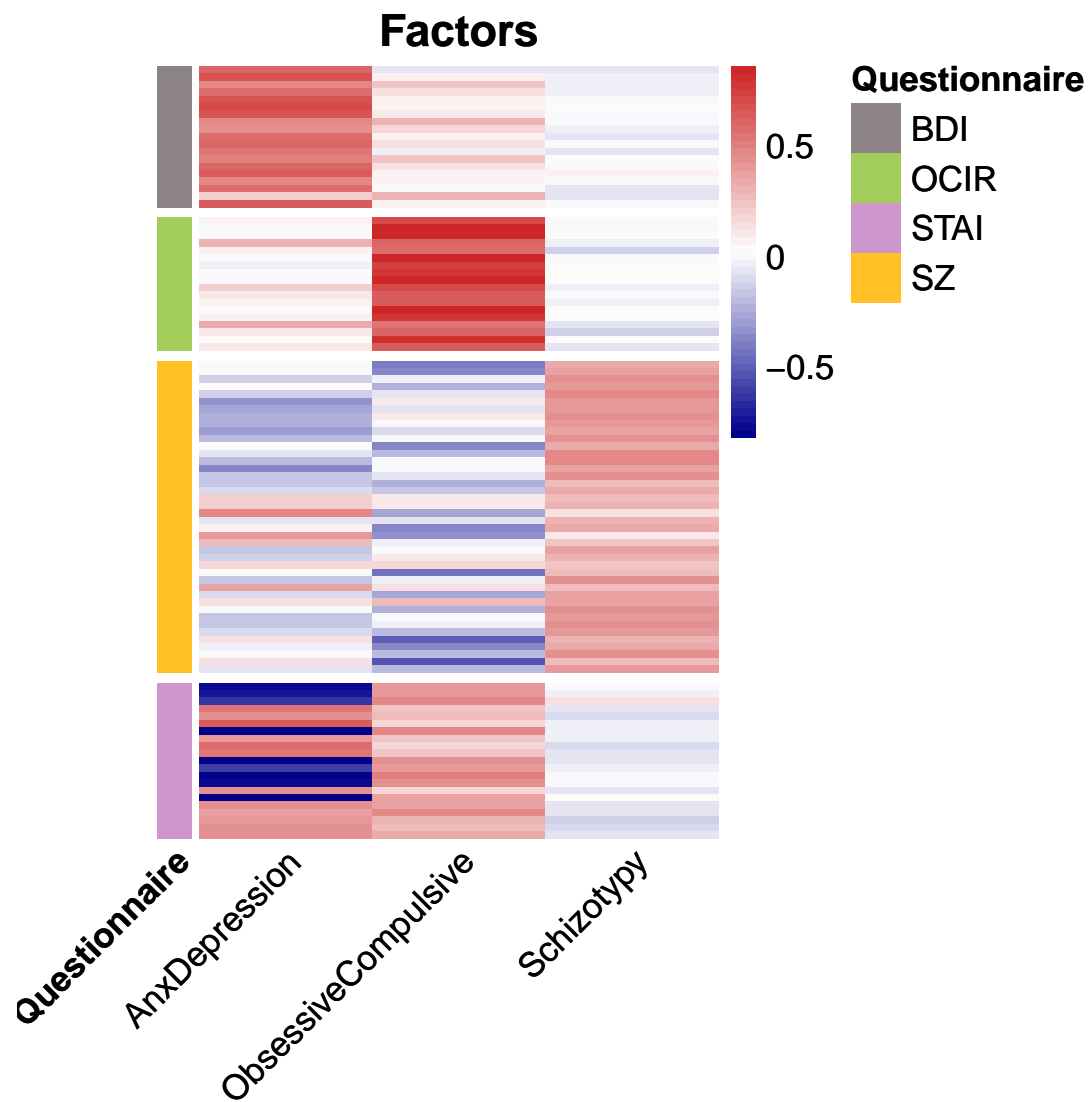 Factors
Questionnaire
BDI
OCIR
STAI
SZ
0.5
0
−0.5
Questionnaire
AnxDepression
ObsessiveCompulsive
Schizotypy